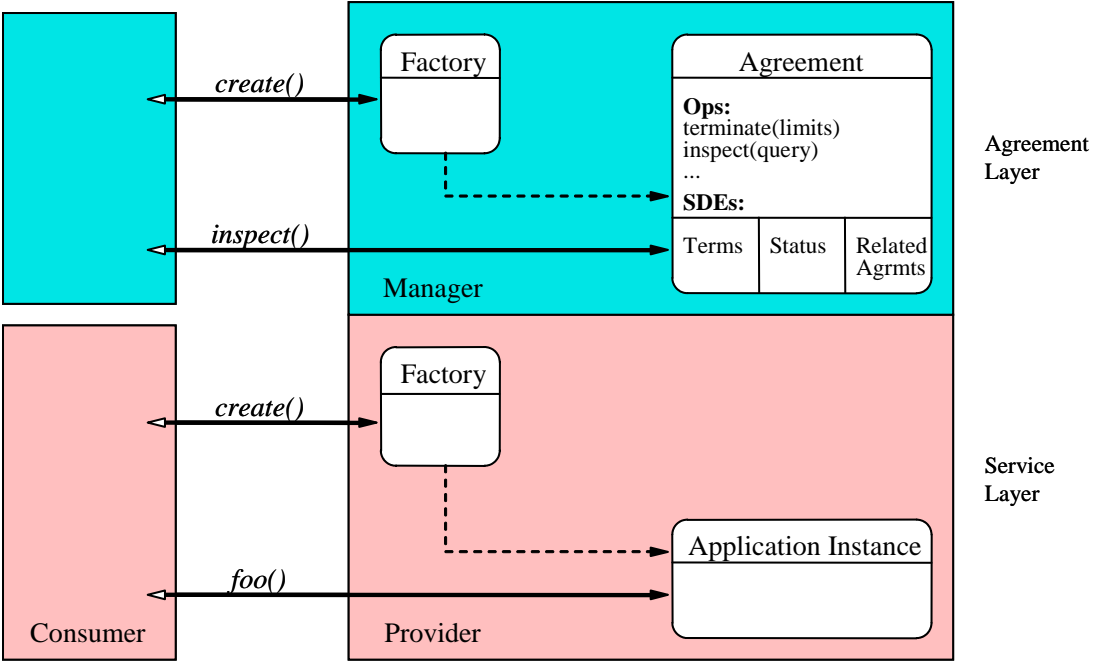 create()
Factory
Agreement
Ops:
terminate(limits)
inspect(query)
...
SDEs:
Terms
Status
Related
Agrmts
inspect()
Manager
Agreement
Layer
create()
Factory
Service
Layer
Application Instance
foo()
Consumer
Provider